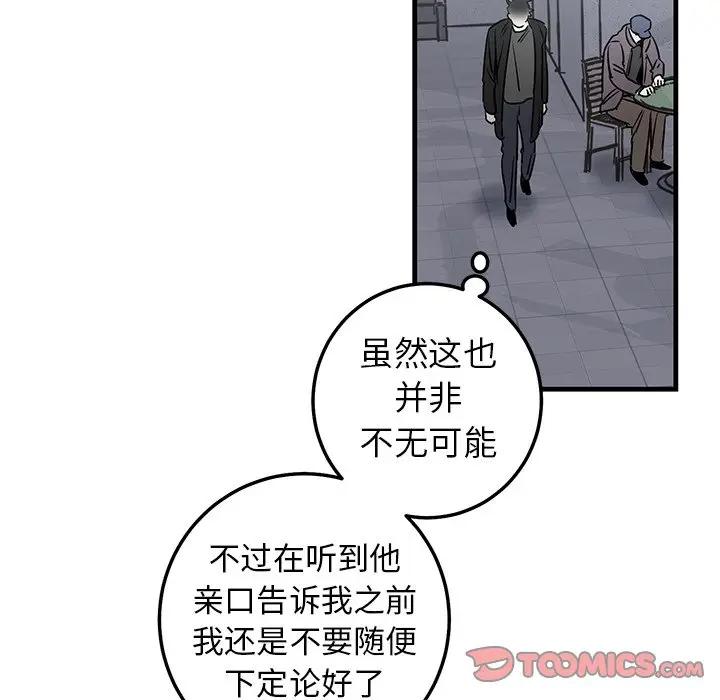 虽然这也
并非
不无可能
不过在听到他
亲口告诉我之前
我还是不要随便
下定论好了
TOOMICS.COM